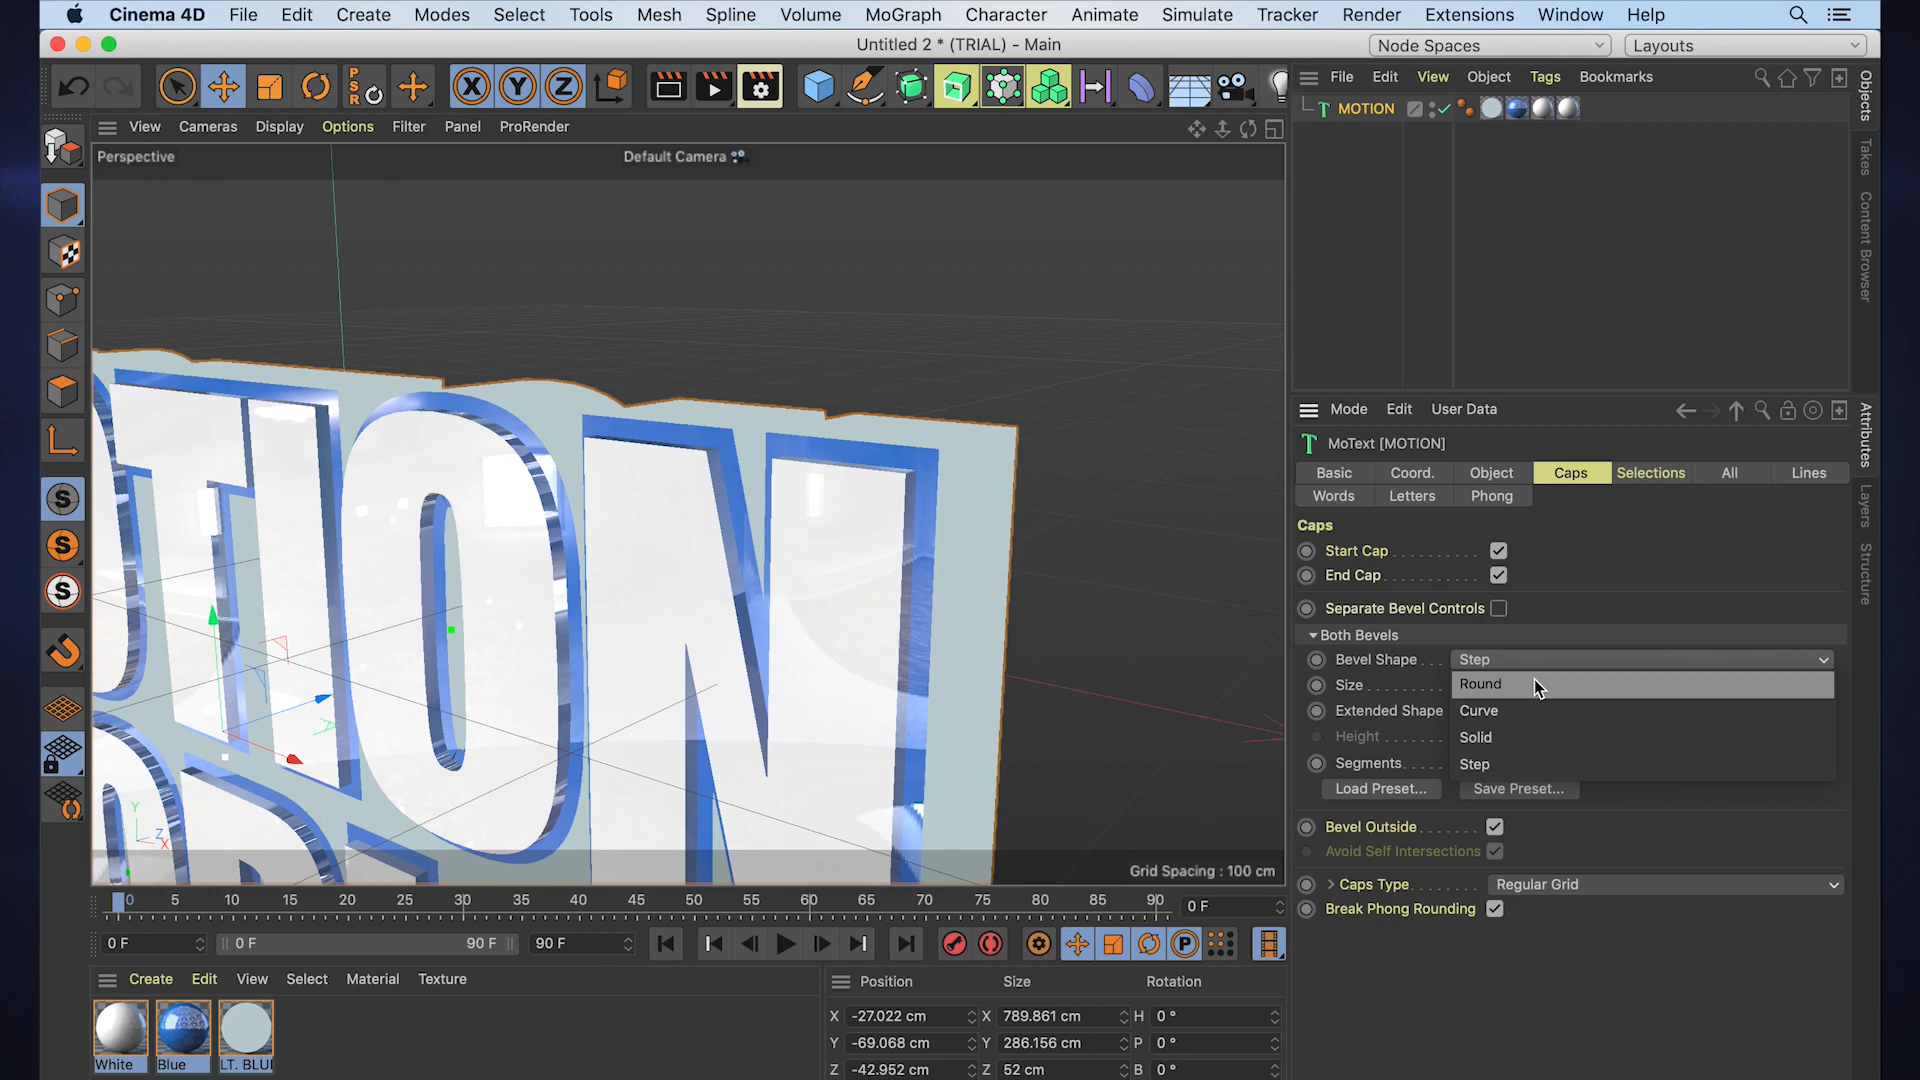 Cinema 4D File Edit Create Modes Select Tools Mesh Spline Volume MoGraph Character Animate Simulate Tracker Render Extensions Window Help
Untitled 2 * (TRIAL) - Main
Node Spaces
Layouts
PSR
X Y Z
File Edit View Object Tags Bookmarks
MOTION
Objects
Takes
Content Browser
View Cameras Display Options Filter Panel ProRender
Perspective
Default Camera
TION
Y
Z
X
Grid Spacing : 100 cm
S
S
S
Mode Edit User Data
MoText [MOTION]
Basic Coord. Object Caps Selections All Lines
Words Letters Phong
Caps
Start Cap
End Cap
Separate Bevel Controls
Both Bevels
Bevel Shape Step
Size
Extended Shape
Height
Segments
Round
Curve
Solid
Step
Load Preset... Save Preset...
Bevel Outside
Avoid Self Intersections
Caps Type Regular Grid
Break Phong Rounding
Attributes
Layers
Structure
0 5 10 15 20 25 30 35 40 45 50 55 60 65 70 75 80 85 90 0 F
0 F 0 F 90 F 90 F
P
Create Edit View Select Material Texture
White Blue LT. BLUE
Position Size Rotation
X -27.022 cm X 789.861 cm H 0 °
Y -69.068 cm Y 286.156 cm P 0 °
Z -42.952 cm Z 52 cm B 0 °